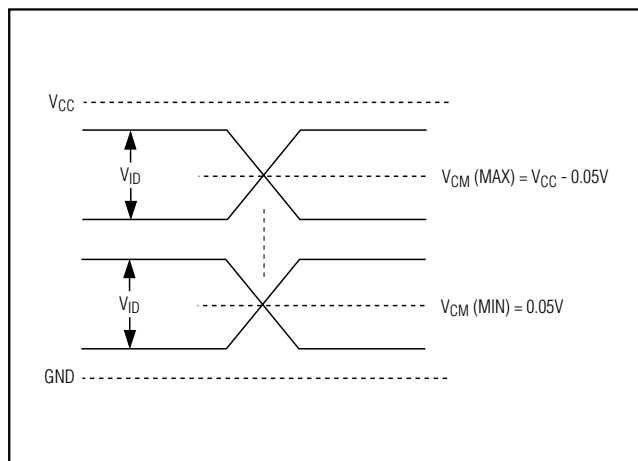 VCC
VID
VCM (MAX) = VCC - 0.05V
VID
VCM (MIN) = 0.05V
GND